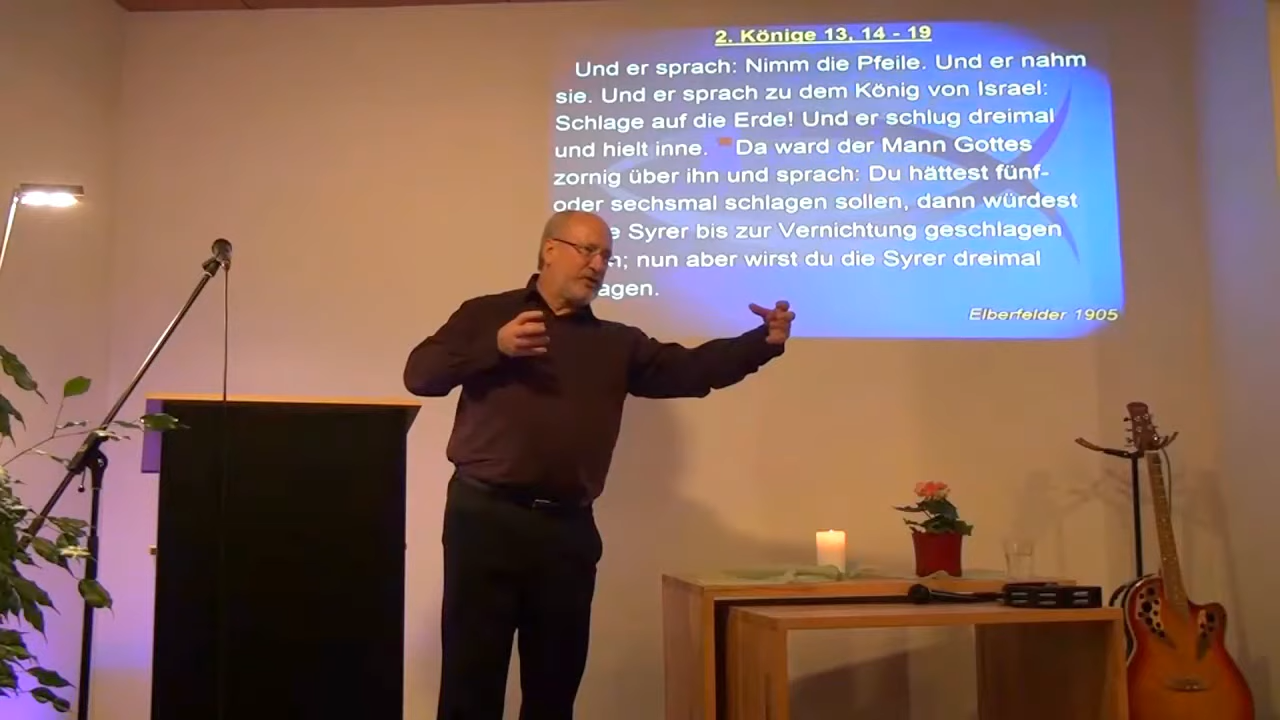 2. Könige 13, 14 - 19
Und er sprach: Nimm die Pfeile. Und er nahm
sie. Und er sprach zu dem König von Israel:
Schlage auf die Erde! Und er schlug dreimal
und hielt inne. Da ward der Mann Gottes
zornig über ihn und sprach: Du hättest fünf-
oder sechsmal schlagen sollen, dann würdest
Syrer bis zur Vernichtung geschlagen
nun aber wirst du die Syrer dreimal
Elberfelder 1905